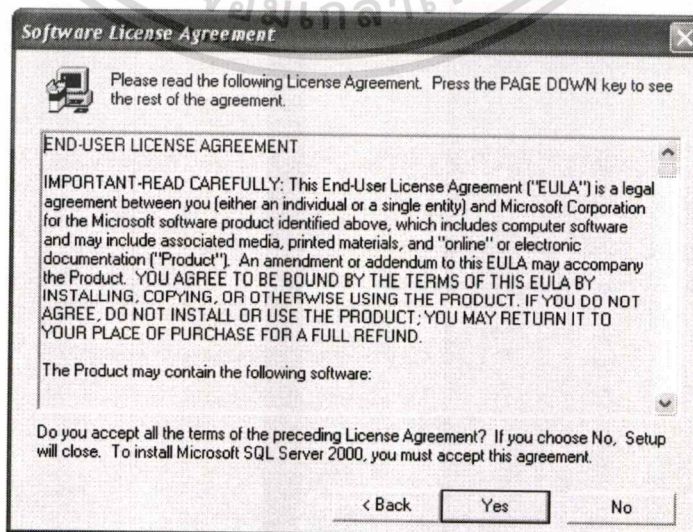 Software License Agreement
Please read the following License Agreement. Press the PAGE DOWN key to see
the rest of the agreement.
END-USER LICENSE AGREEMENT
IMPORTANT-READ CAREFULLY: This End-User License Agreement ("EULA") is a legal
agreement between you (either an individual or a single entity) and Microsoft Corporation
for the Microsoft software product identified above, which includes computer software
and may include associated media, printed materials, and "online" or electronic
documentation ("Product"). An amendment or addendum to this EULA may accompany
the Product. YOU AGREE TO BE BOUND BY THE TERMS OF THIS EULA BY
INSTALLING, COPYING, OR OTHERWISE USING THE PRODUCT. IF YOU DO NOT
AGREE, DO NOT INSTALL OR USE THE PRODUCT; YOU MAY RETURN IT TO
YOUR PLACE OF PURCHASE FOR A FULL REFUND.
The Product may contain the following software:
Do you accept all the terms of the preceding License Agreement? If you choose No, Setup
will close. To install Microsoft SQL Server 2000, you must accept this agreement.
< Back
Yes
No